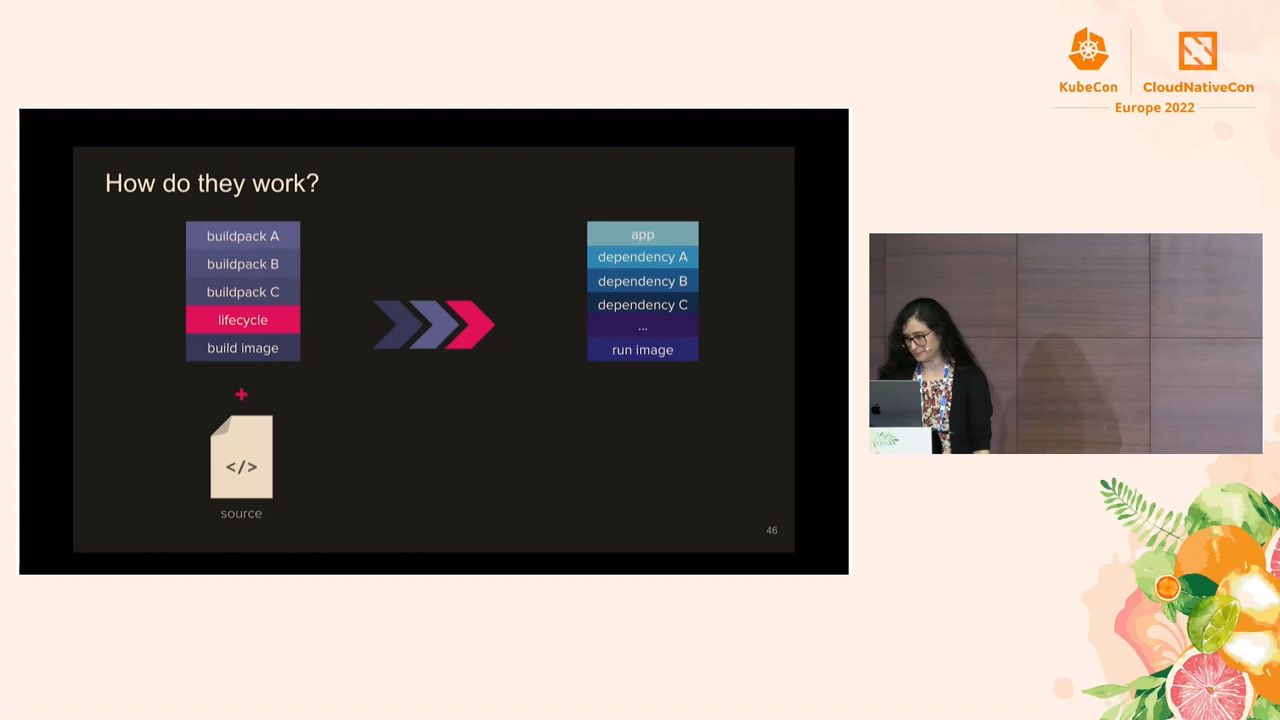 KubeCon
CloudNativeCon
Europe 2022
How do they work?
buildpack A
buildpack B
buildpack C
lifecycle
build image
+
</>
source
app
dependency A
dependency B
dependency C
...
run image
46